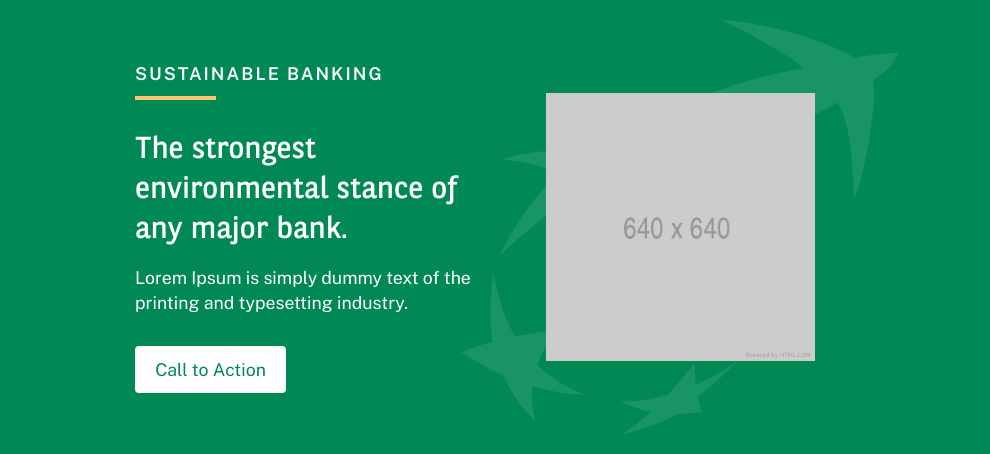 SUSTAINABLE BANKING
The strongest
environmental stance of
any major bank.
Lorem Ipsum is simply dummy text of the
printing and typesetting industry.
Call to Action
640 x 640
Powered by HTML.COM